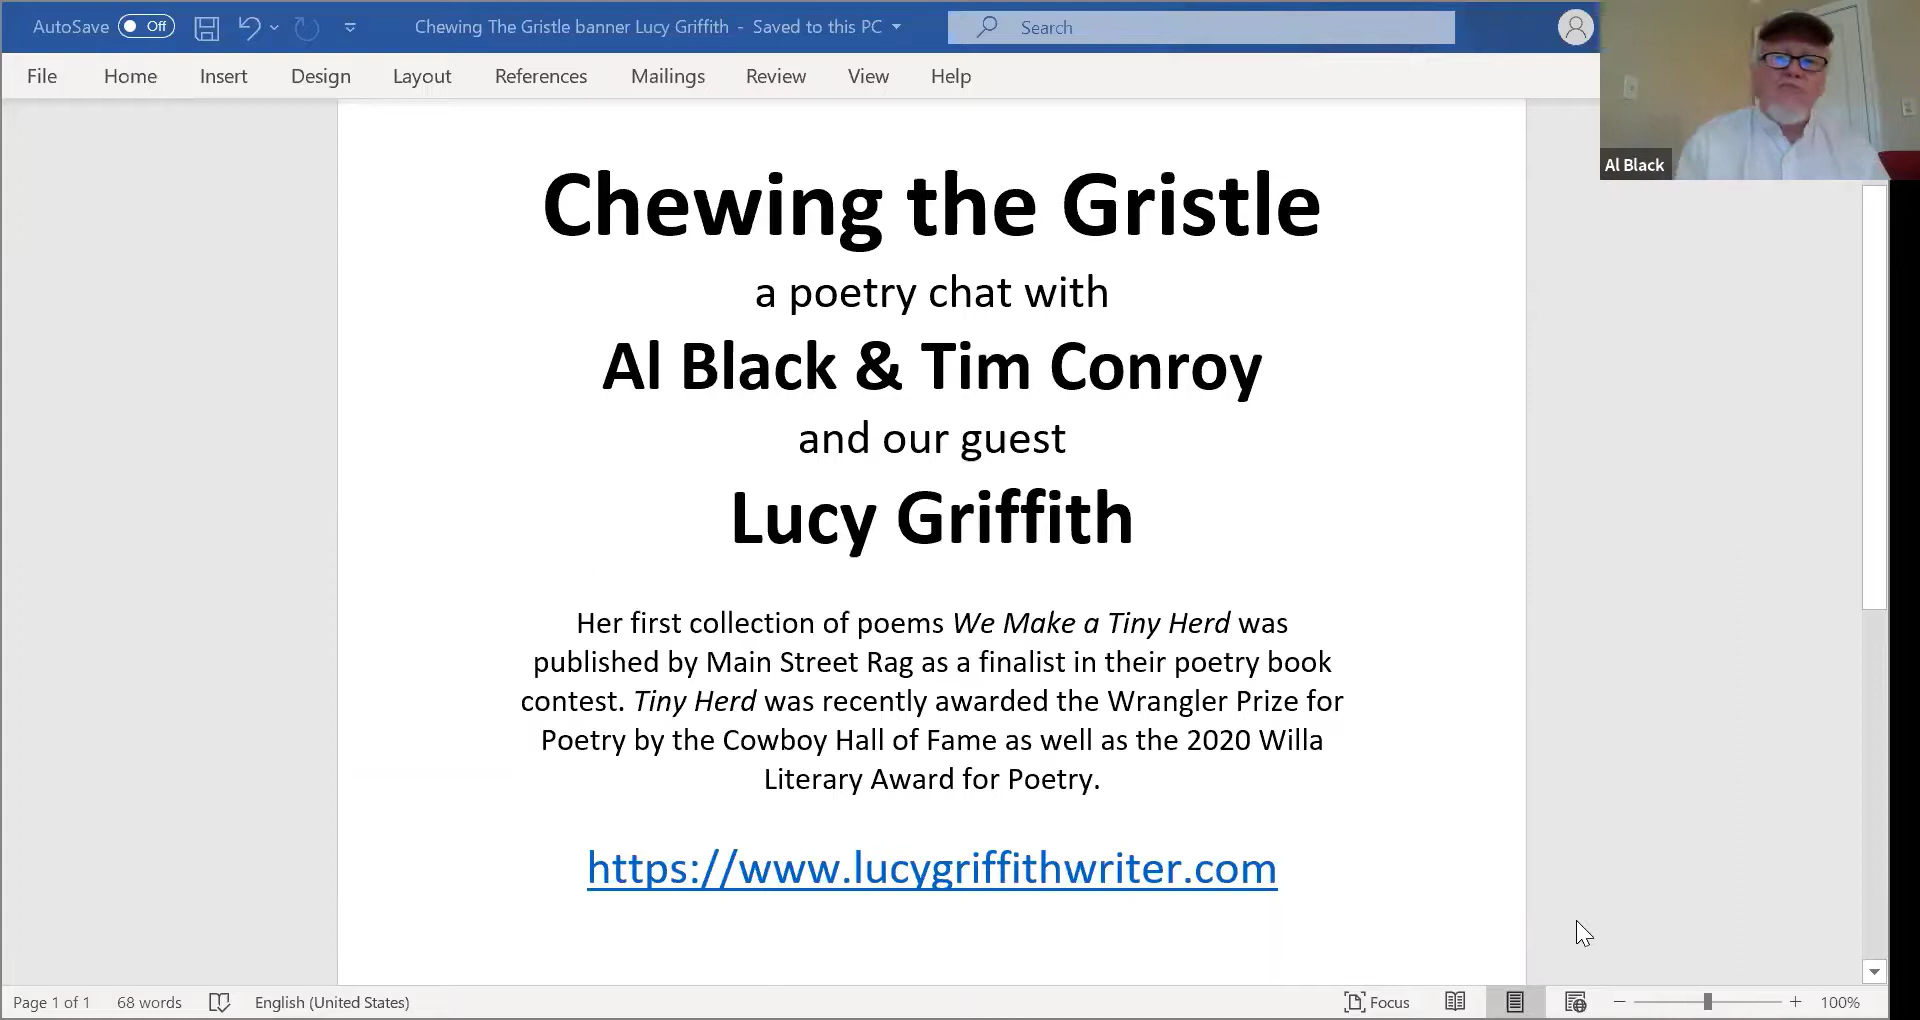 AutoSave Off Chewing The Gristle banner Lucy Griffith - Saved to this PC Search
File Home Insert Design Layout References Mailings Review View Help
Al Black
Chewing the Gristle
a poetry chat with
Al Black & Tim Conroy
and our guest
Lucy Griffith
Her first collection of poems We Make a Tiny Herd was
published by Main Street Rag as a finalist in their poetry book
contest. Tiny Herd was recently awarded the Wrangler Prize for
Poetry by the Cowboy Hall of Fame as well as the 2020 Willa
Literary Award for Poetry.
https://www.lucygriffithwriter.com
Page 1 of 1 68 words English (United States) Focus 100%